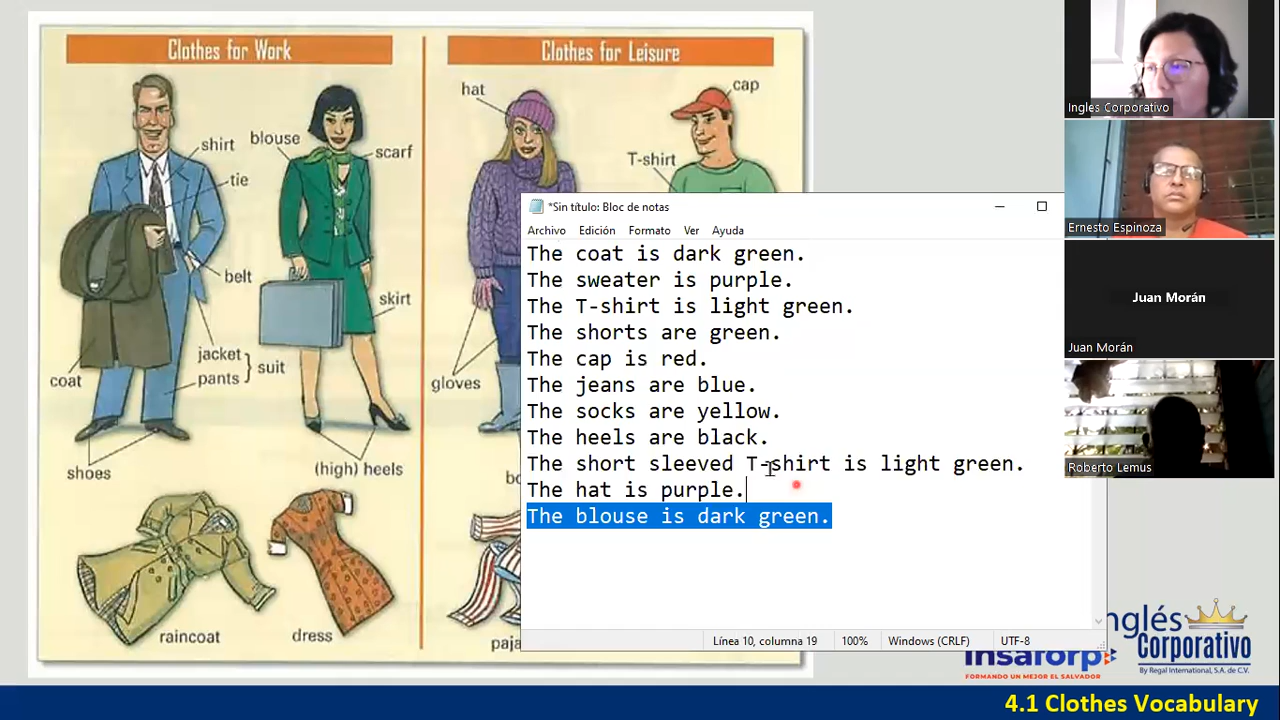 Clothes for Work
Clothes for Leisure
shirt
blouse
scarf
tie
belt
skirt
jacket
pants
suit
coat
shoes
(high) heels
raincoat
dress
hat
cap
T-shirt
gloves
bo
paja
*Sin título: Bloc de notas
Archivo Edición Formato Ver Ayuda
The coat is dark green.
The sweater is purple.
The T-shirt is light green.
The shorts are green.
The cap is red.
The jeans are blue.
The socks are yellow.
The heels are black.
The short sleeved T-shirt is light green.
The hat is purple.
The blouse is dark green.
Línea 10, columna 19 100% Windows (CRLF) UTF-8
Ingles Corporativo
Ernesto Espinoza
Juan Morán
Juan Morán
Roberto Lemus
Inglés
Corporativo
By Regal International, S.A. de C.V.
insaforp
FORMANDO UN MEJOR EL SALVADOR
4.1 Clothes Vocabulary